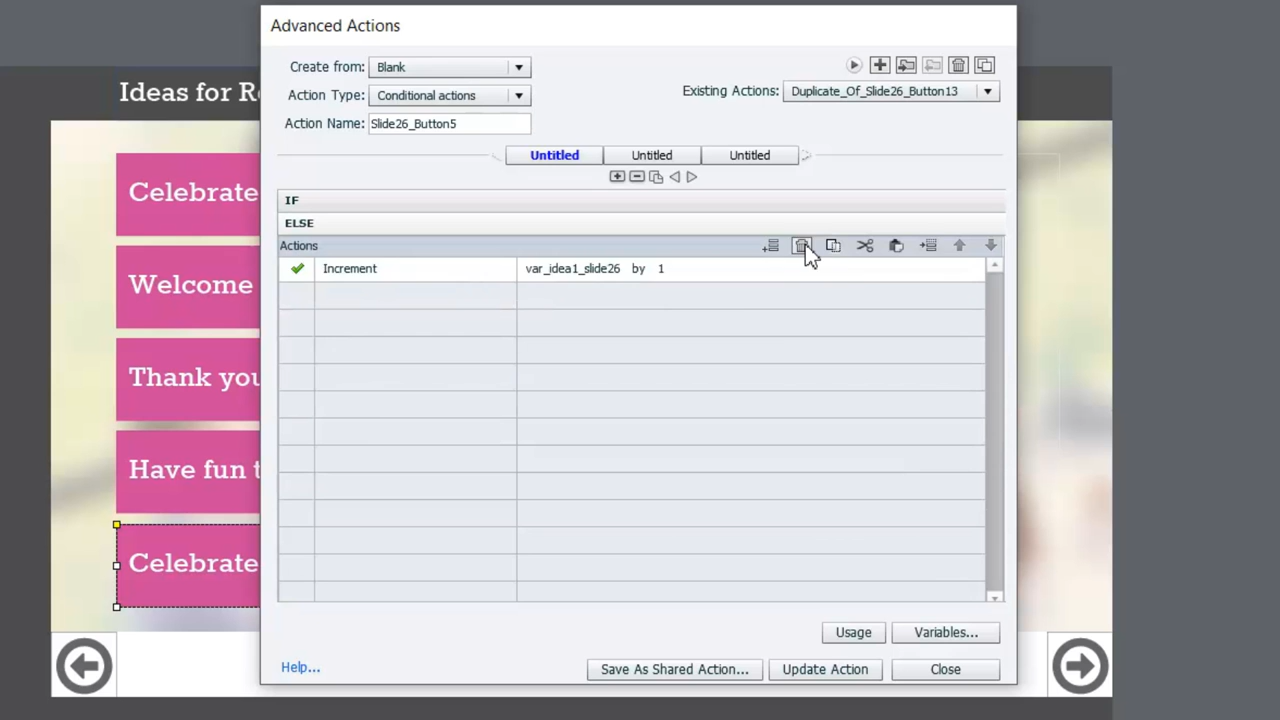 Advanced Actions
Create from: Blank
Action Type: Conditional actions
Existing Actions: Duplicate_Of_Slide26_Button13
Action Name: Slide26_Button5
Untitled Untitled Untitled
IF
ELSE
Actions
Increment var_idea1_slide26 by 1
Usage Variables...
Help... Save As Shared Action... Update Action Close
Ideas for
Celebrate
Welcome
Thank you
Have fun
Celebrate